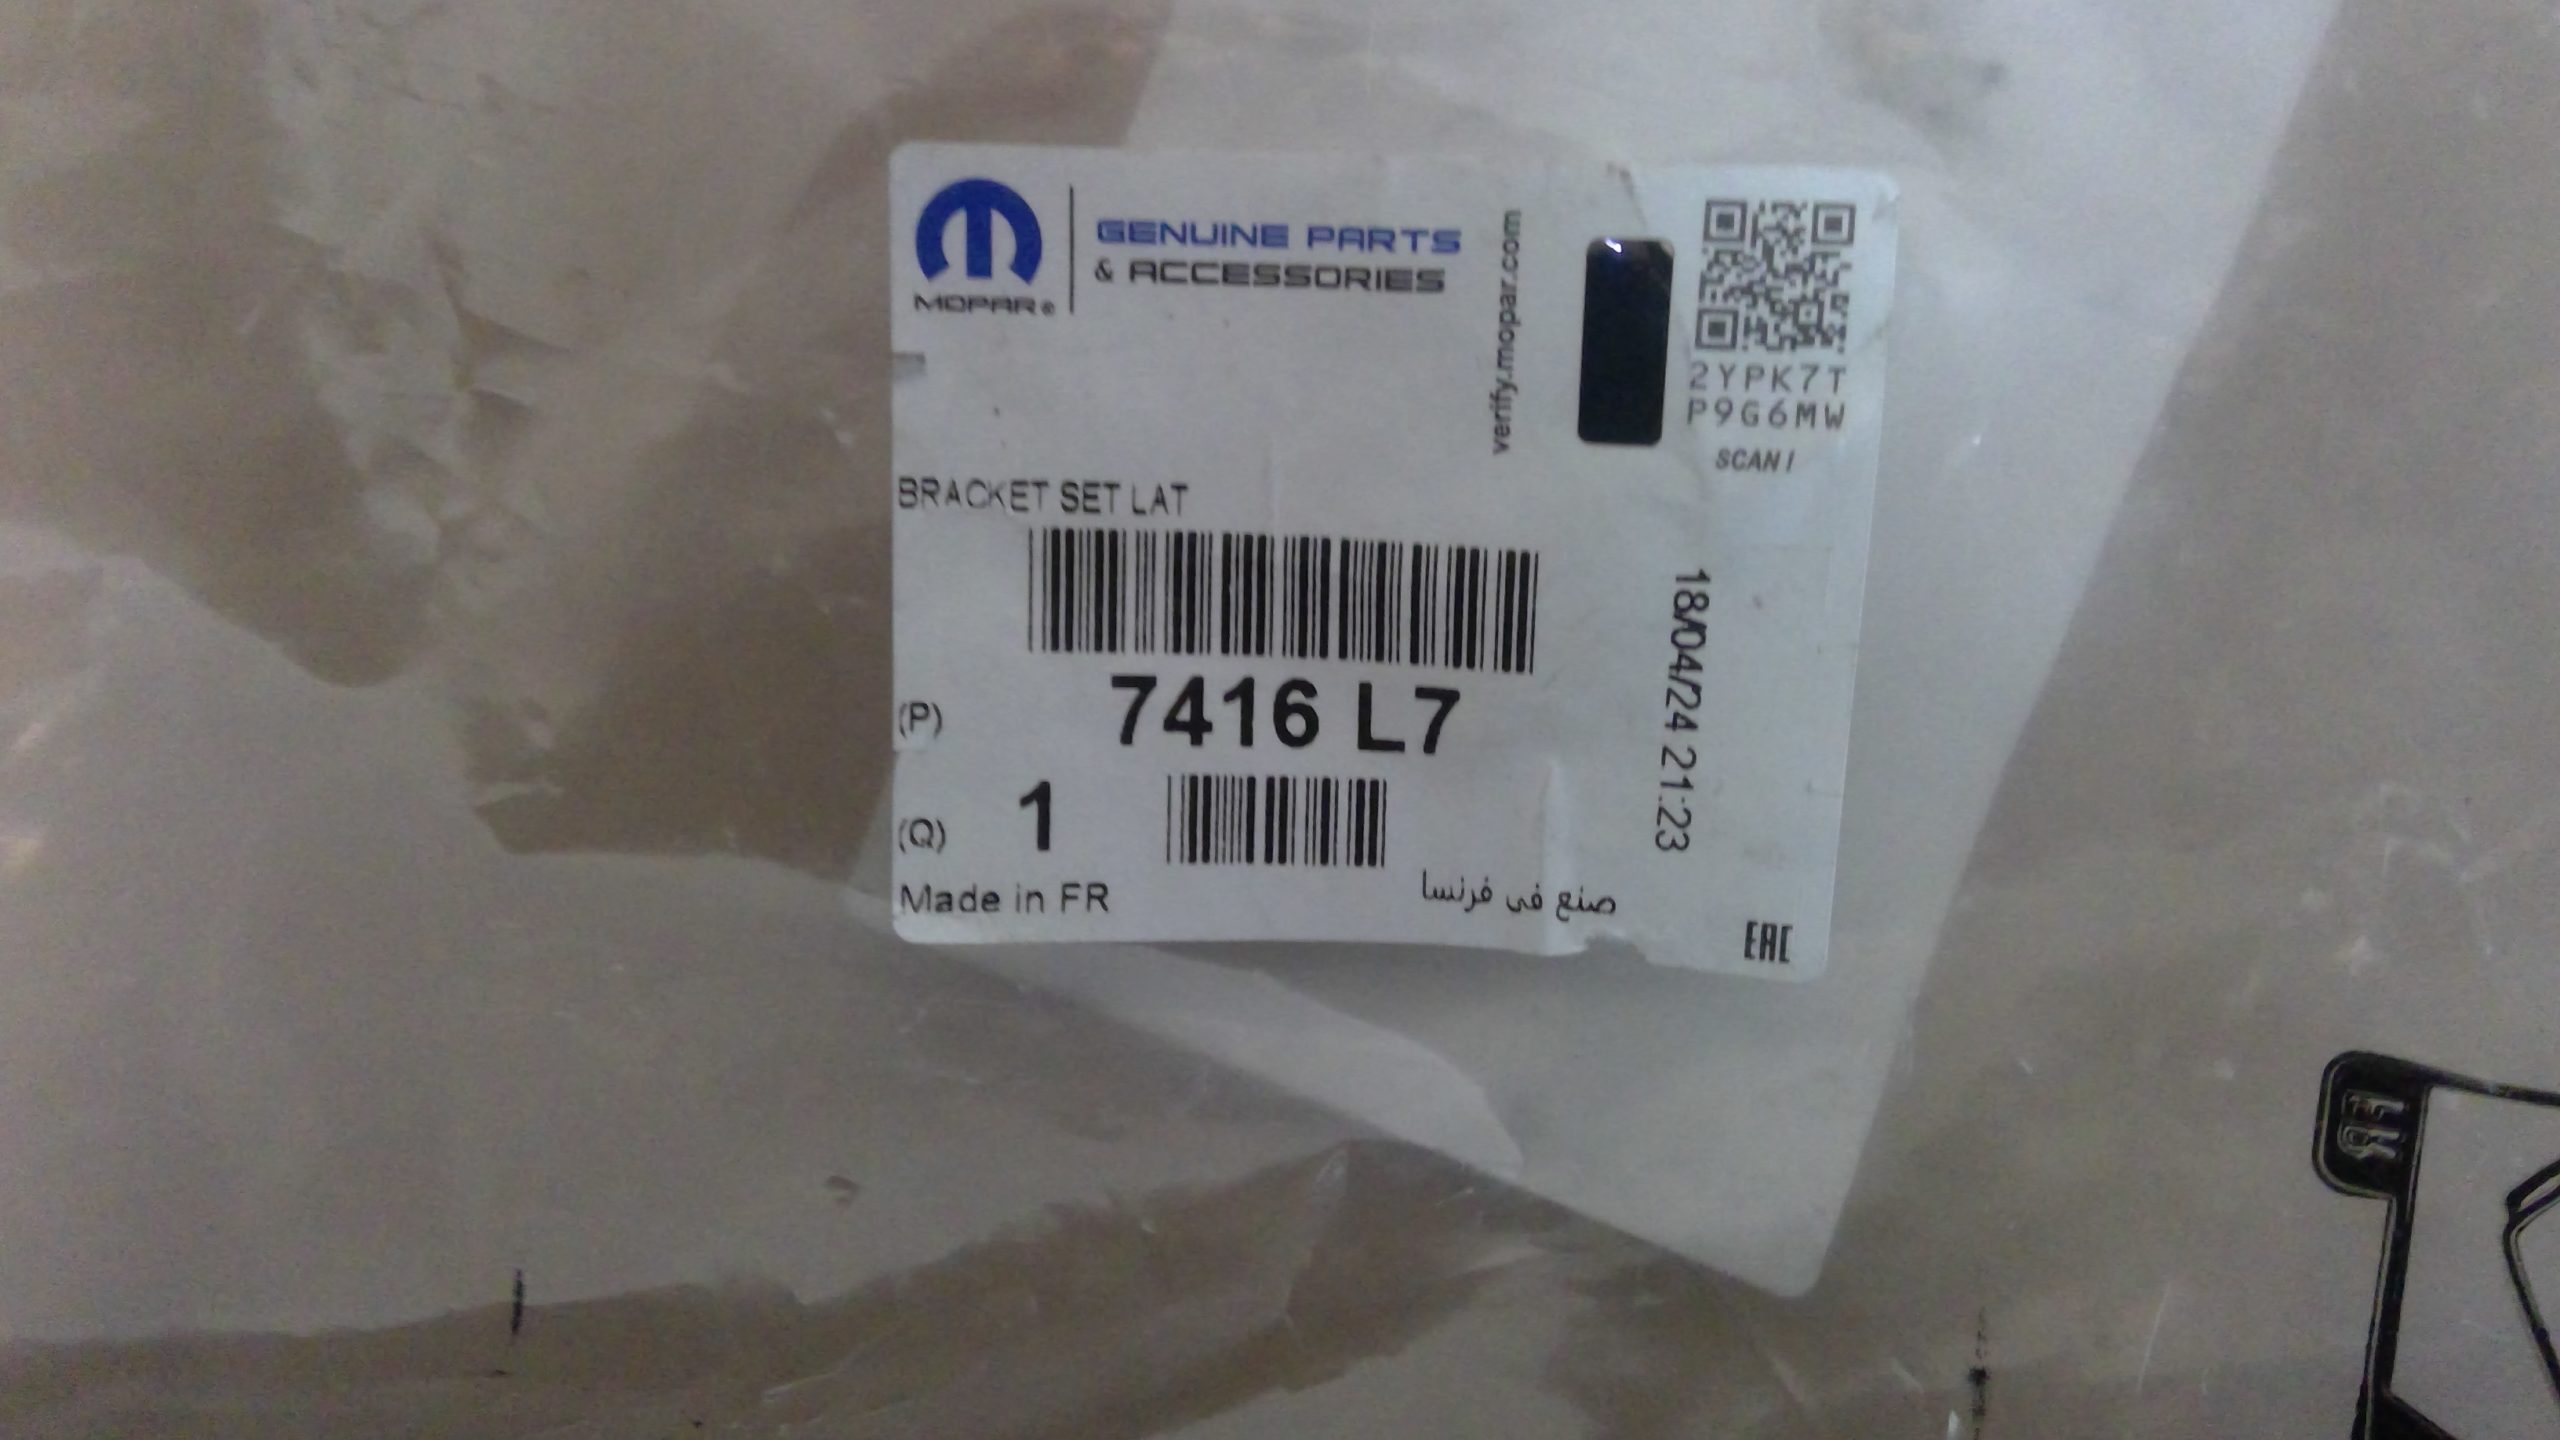 GENUINE PARTS
& ACCESSORIES
MOPAR®
verify.mopar.com
2YPK7T
P9G6MW
SCAN!
BRACKET SET LAT
18/04/24 21:23
(P) 7416 L7
(Q) 1
Made in FR
صنع في فرنسا
EAC
FR